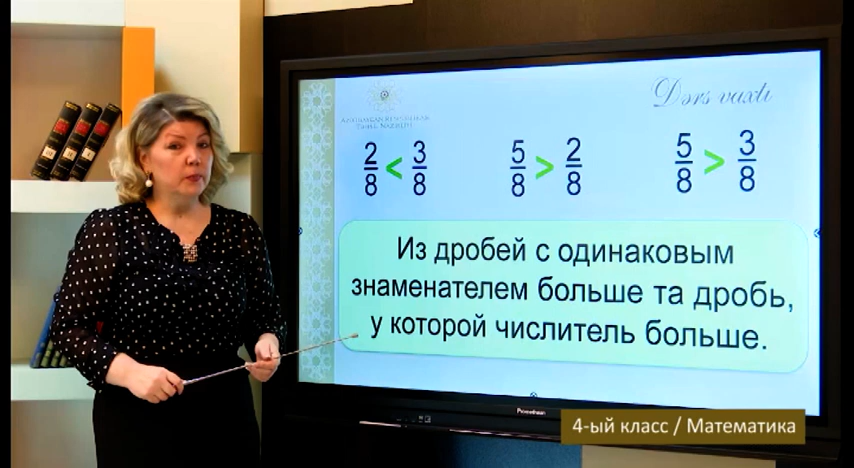 Dərs vaxtı
2/8 < 3/8
5/8 > 2/8
5/8 > 3/8
Из дробей с одинаковым
знаменателем больше та дробь,
у которой числитель больше.
Promethean
4-ый класс / Математика